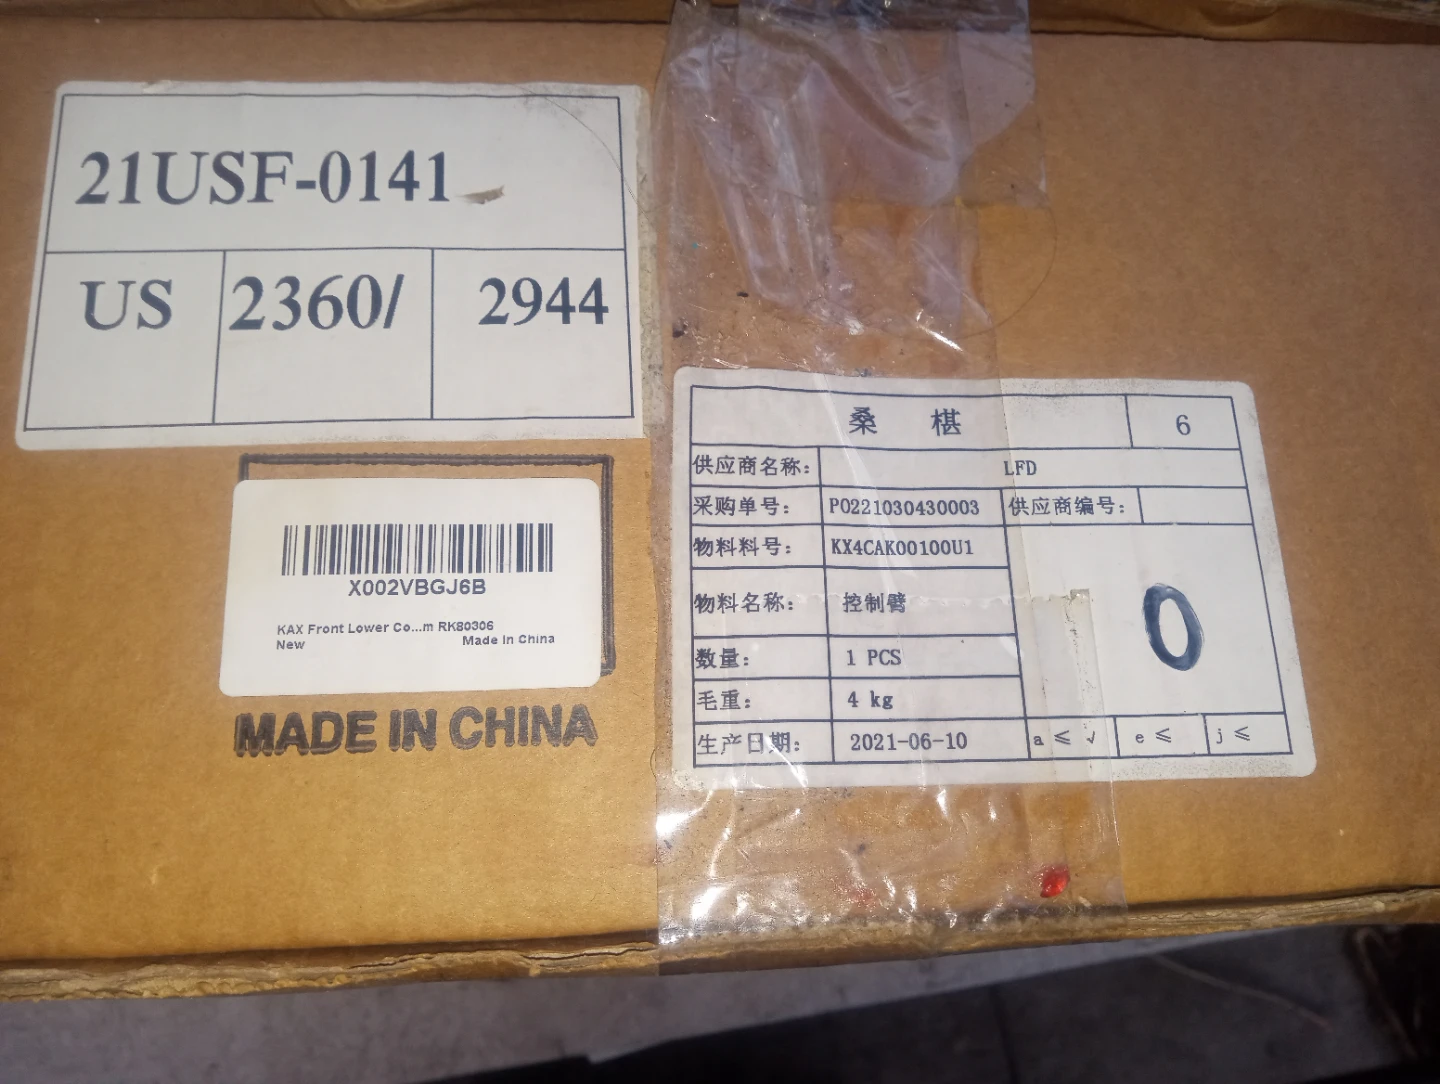 21USF-0141
US 2360/ 2944
X002VBGJ6B
KAX Front Lower Co...m RK80306
New Made In China
MADE IN CHINA
桑 椹 6
供应商名称: LFD
采购单号: PO221030430003 供应商编号:
物料料号: KX4CAK00100U1
物料名称: 控制臂
0
数量: 1 PCS
毛重: 4 kg
生产日期: 2021-06-10 a ≤ √ e ≤ j ≤